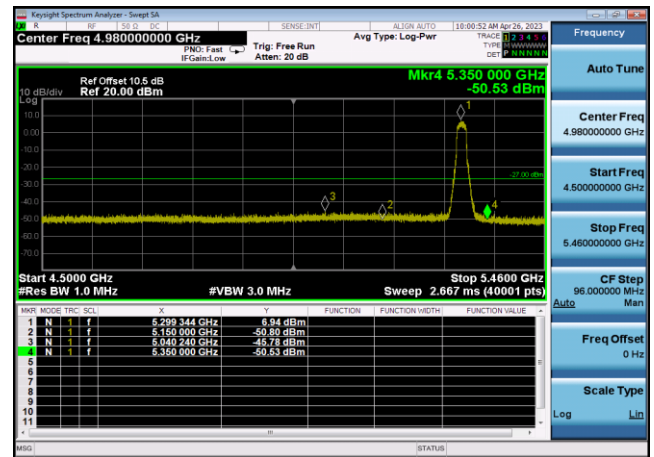 Keysight Spectrum Analyzer - Swept SA
R RF 50 Ω DC SENSE:INT ALIGN AUTO 10:00:52 AM Apr 26, 2023
Center Freq 4.980000000 GHz
PNO: Fast
IFGain:Low
Trig: Free Run
Atten: 20 dB
Avg Type: Log-Pwr
TRACE 1 2 3 4 5 6
TYPE MWWWWW
DET P NNNNN
Frequency
Auto Tune
Center Freq
4.980000000 GHz
Start Freq
4.500000000 GHz
Stop Freq
5.460000000 GHz
CF Step
96.000000 MHz
Auto Man
Freq Offset
0 Hz
Scale Type
Log Lin
Mkr4 5.350 000 GHz
-50.53 dBm
Ref Offset 10.5 dB
10 dB/div Ref 20.00 dBm
Log
10.0
0.00
-10.0
-20.0
-30.0
-40.0
-50.0
-60.0
-70.0
-27.00 dBm
1
2
3
4
Start 4.5000 GHz Stop 5.4600 GHz
#Res BW 1.0 MHz #VBW 3.0 MHz Sweep 2.667 ms (40001 pts)
MKR MODE TRC SCL X Y FUNCTION FUNCTION WIDTH FUNCTION VALUE
1 N 1 f 5.299 344 GHz 6.94 dBm
2 N 1 f 5.150 000 GHz -50.80 dBm
3 N 1 f 5.040 240 GHz -45.78 dBm
4 N 1 f 5.350 000 GHz -50.53 dBm
5
6
7
8
9
10
11
MSG STATUS